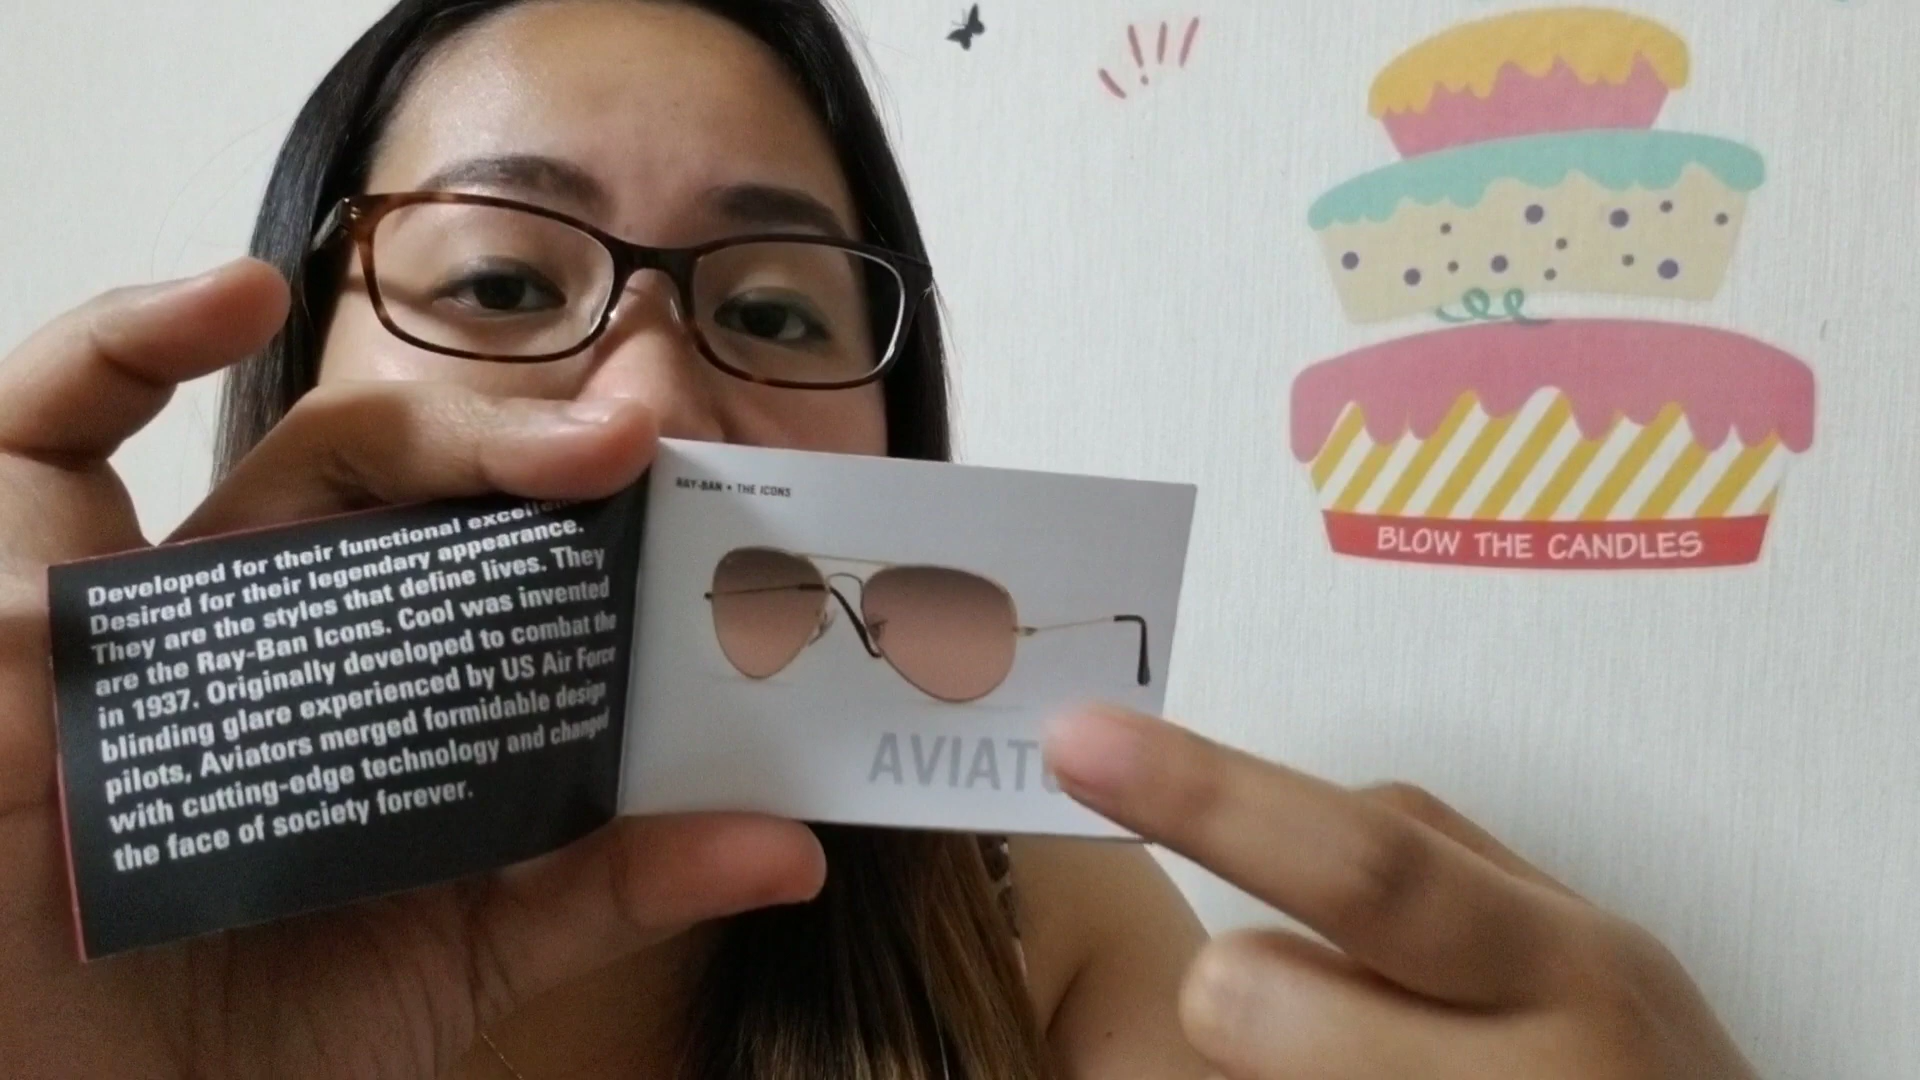 Developed for their functional
Desired for their legendary appearance.
They are the styles that define lives. They
are the Ray-Ban Icons. Cool was invented
in 1937. Originally developed to combat the
blinding glare experienced by US Air Force
pilots, Aviators merged formidable design
with cutting-edge technology and changed
the face of society forever.
RAY-BAN • THE ICONS
AVIAT
BLOW THE CANDLES